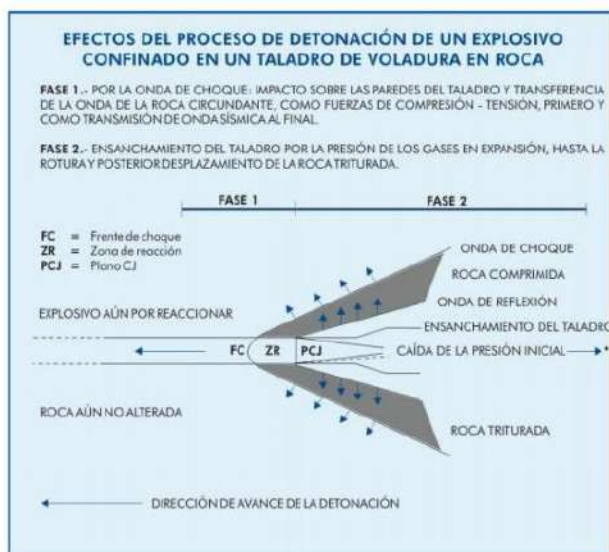 EFECTOS DEL PROCESO DE DETONACIÓN DE UN EXPLOSIVO
CONFINADO EN UN TALADRO DE VOLADURA EN ROCA
FASE 1.- POR LA ONDA DE CHOQUE: IMPACTO SOBRE LAS PAREDES DEL TALADRO Y TRANSFERENCIA
DE LA ONDA DE LA ROCA CIRCUNDANTE, COMO FUERZAS DE COMPRESIÓN - TENSIÓN, PRIMERO Y
COMO TRANSMISIÓN DE ONDA SÍSMICA AL FINAL.
FASE 2.- ENSANCHAMIENTO DEL TALADRO POR LA PRESIÓN DE LOS GASES EN EXPANSIÓN, HASTA LA
ROTURA Y POSTERIOR DESPLAZAMIENTO DE LA ROCA TRITURADA.
FASE 1 FASE 2
FC = Frente de choque
ZR = Zona de reacción
PCJ = Plano CJ
ONDA DE CHOQUE
ROCA COMPRIMIDA
ONDA DE REFLEXIÓN
EXPLOSIVO AÚN POR REACCIONAR
ENSANCHAMIENTO DEL TALADRO
FC ZR PCJ CAÍDA DE LA PRESIÓN INICIAL
ROCA AÚN NO ALTERADA
ROCA TRITURADA
DIRECCIÓN DE AVANCE DE LA DETONACIÓN